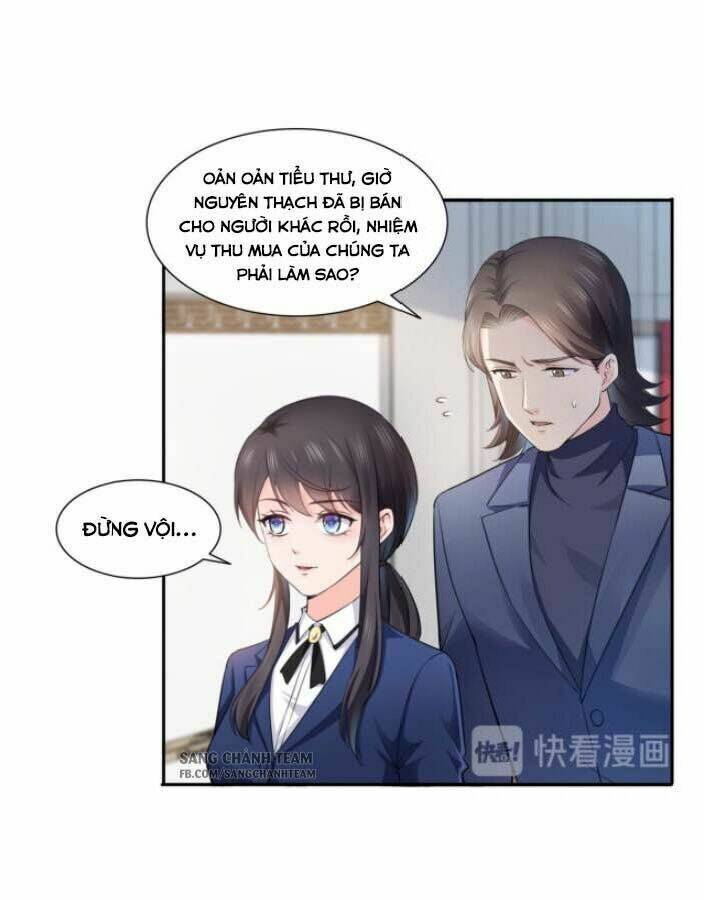 OẢN OẢN TIỂU THƯ, GIỜ
NGUYÊN THẠCH ĐÃ BỊ BÁN
CHO NGƯỜI KHÁC RỒI, NHIỆM
VỤ THU MUA CỦA CHÚNG TA
PHẢI LÀM SAO?
ĐỪNG VỘI...
SANG CHẢNH TEAM
FB.COM/SANGCHANHTEAM
快看! 快看漫画